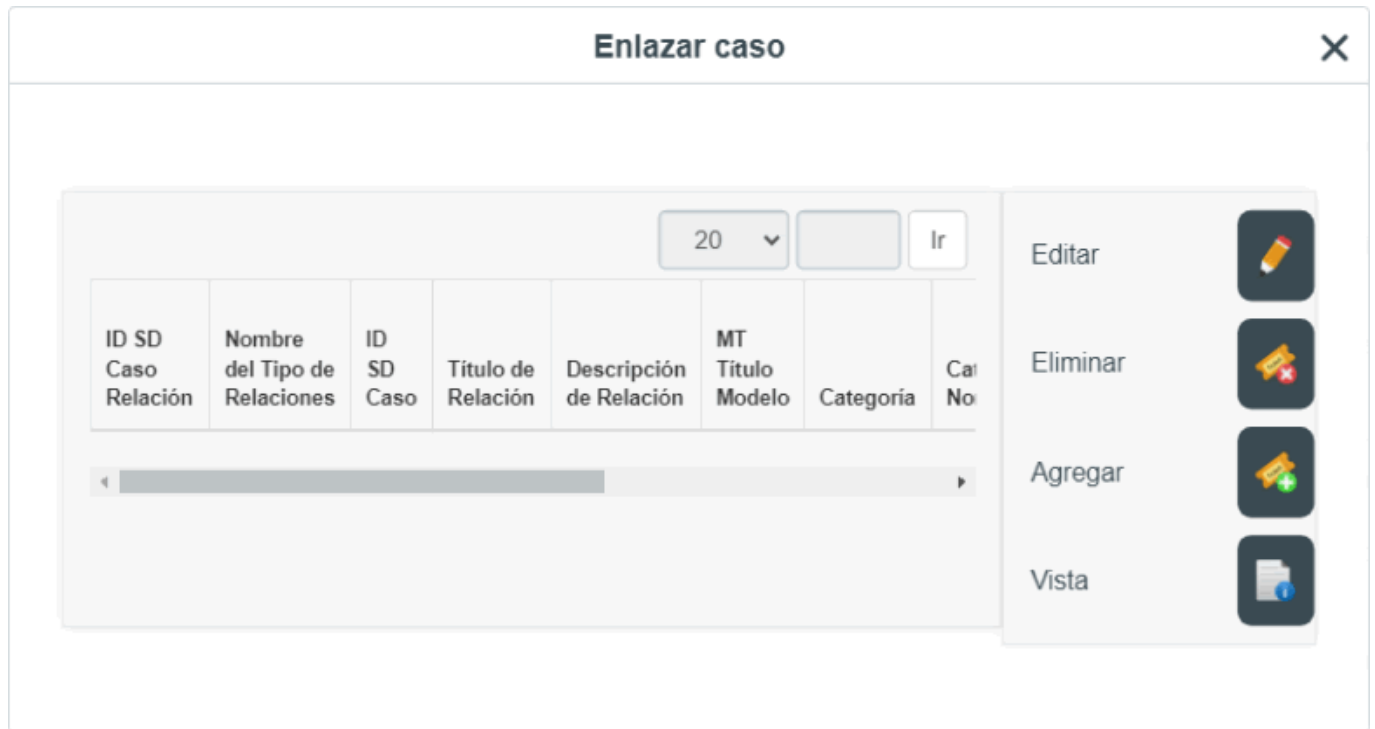 Enlazar caso
20
Ir
ID SD
Caso
Relación
Nombre
del Tipo de
Relaciones
ID
SD
Caso
Título de
Relación
Descripción
de Relación
MT
Título
Modelo
Categoría
Editar
Eliminar
Agregar
Vista